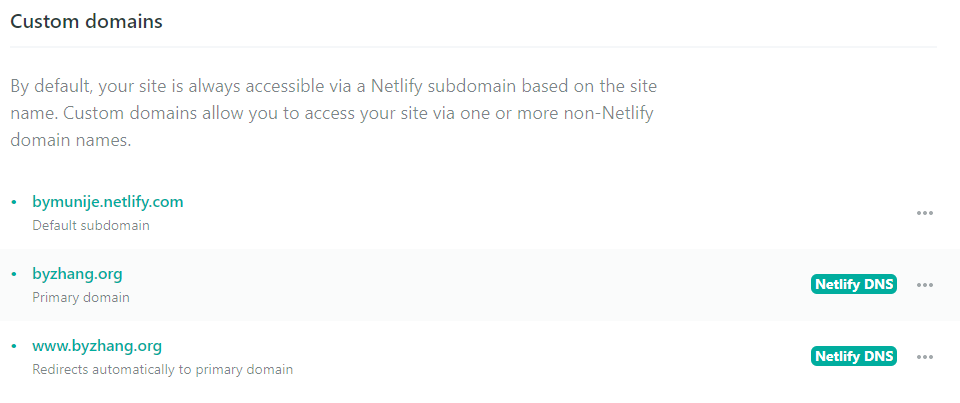 Custom domains
By default, your site is always accessible via a Netlify subdomain based on the site
name. Custom domains allow you to access your site via one or more non-Netlify
domain names.
• bymunije.netlify.com
Default subdomain
• byzhang.org
Primary domain
Netlify DNS
• www.byzhang.org
Redirects automatically to primary domain
Netlify DNS